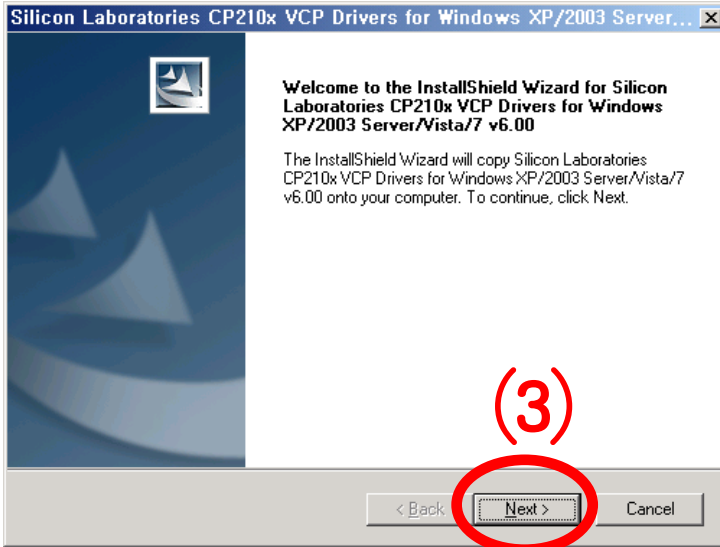 Silicon Laboratories CP210x VCP Drivers for Windows XP/2003 Server...
Welcome to the InstallShield Wizard for Silicon
Laboratories CP210x VCP Drivers for Windows
XP/2003 Server/Vista/7 v6.00
The InstallShield Wizard will copy Silicon Laboratories
CP210x VCP Drivers for Windows XP/2003 Server/Vista/7
v6.00 onto your computer. To continue, click Next.
(3)
< Back
Next >
Cancel